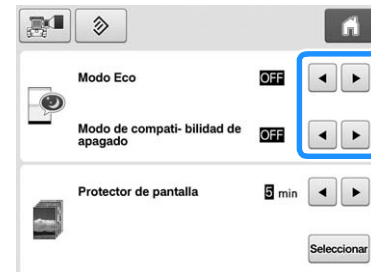 Modo Eco OFF
Modo de compati- bilidad de
apagado OFF
Protector de pantalla 5 min
Seleccionar